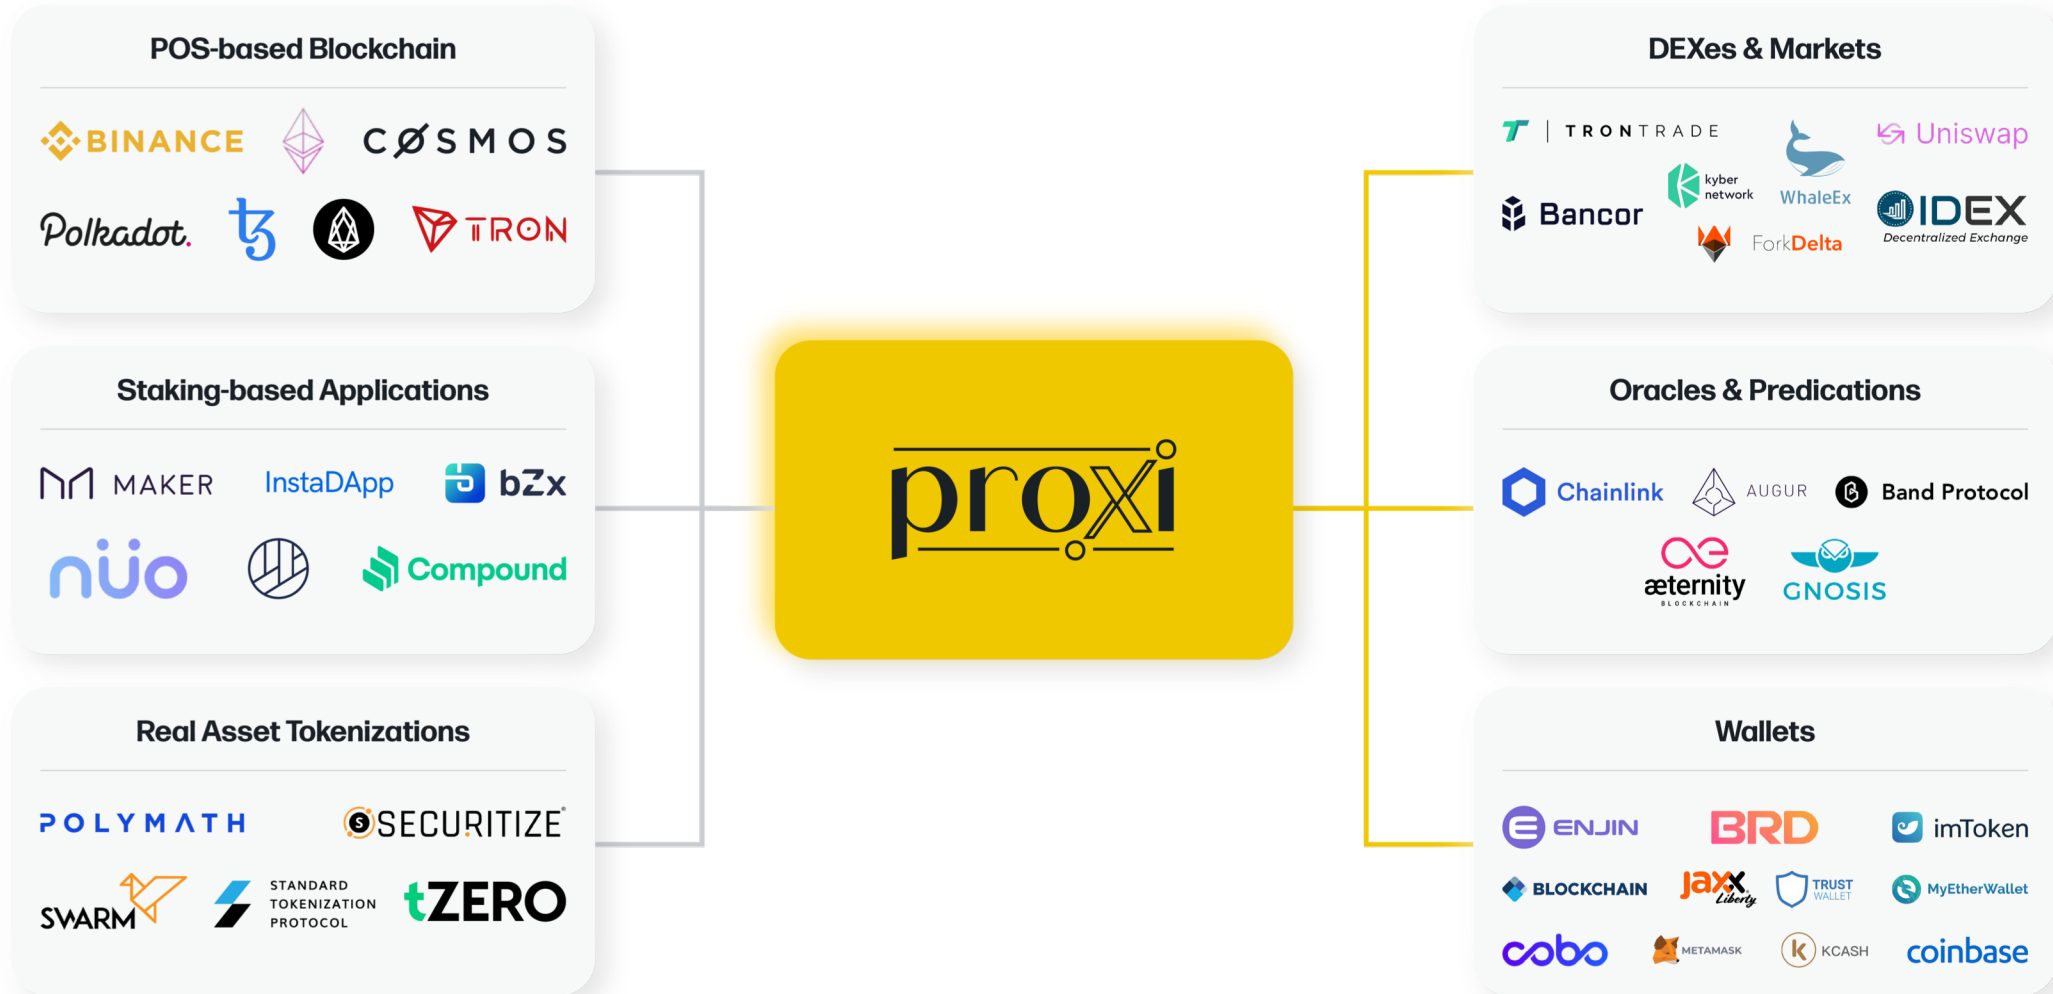 POS-based Blockchain
BINANCE
CØSMOS
Polkadot.
TRON
Staking-based Applications
MAKER
InstaDApp
bZx
nüo
Compound
Real Asset Tokenizations
POLYMATH
S SECURITIZE®
SWARM
STANDARD
TOKENIZATION
PROTOCOL
tZERO
proxi
DEXes & Markets
TRONTRADE
Uniswap
kyber
network
WhaleEx
Bancor
IDEX
Decentralized Exchange
ForkDelta
Oracles & Predications
Chainlink
AUGUR
Band Protocol
æternity
BLOCKCHAIN
GNOSIS
Wallets
ENJIN
BRD
imToken
BLOCKCHAIN
jaxx
Liberty
TRUST
WALLET
MyEtherWallet
cobo
METAMASK
k KCASH
coinbase